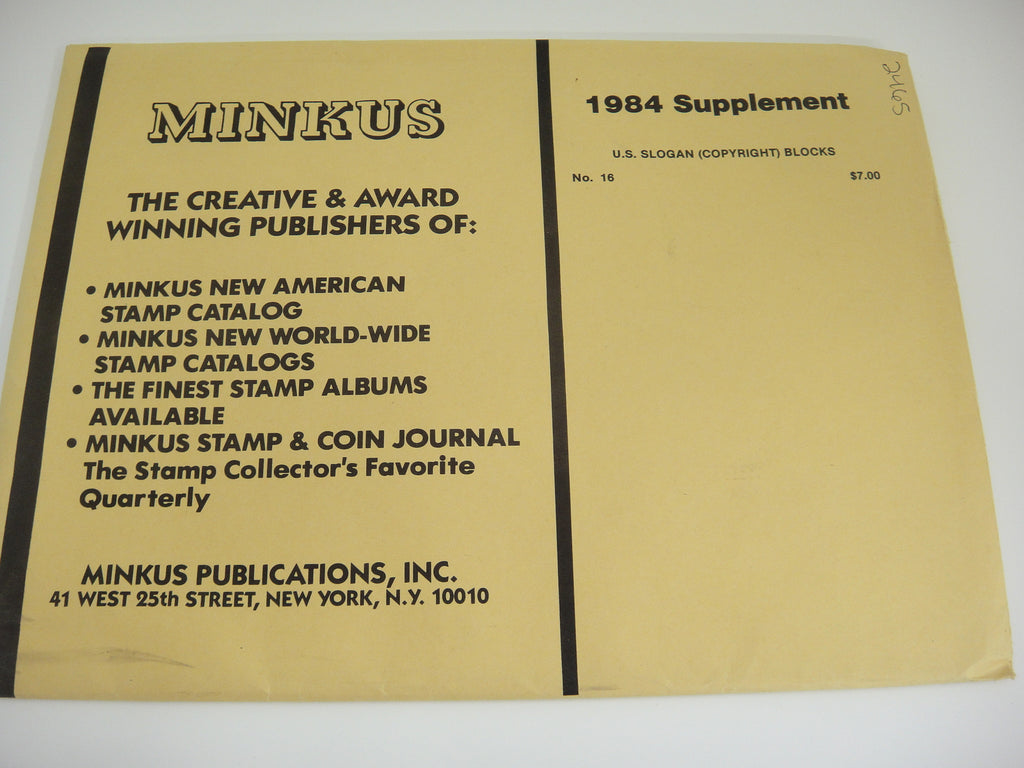 MINKUS
THE CREATIVE & AWARD
WINNING PUBLISHERS OF:
• MINKUS NEW AMERICAN
STAMP CATALOG
• MINKUS NEW WORLD-WIDE
STAMP CATALOGS
• THE FINEST STAMP ALBUMS
AVAILABLE
• MINKUS STAMP & COIN JOURNAL
The Stamp Collector's Favorite
Quarterly
MINKUS PUBLICATIONS, INC.
41 WEST 25th STREET, NEW YORK, N.Y. 10010
1984 Supplement
U.S. SLOGAN (COPYRIGHT) BLOCKS
No. 16 $7.00